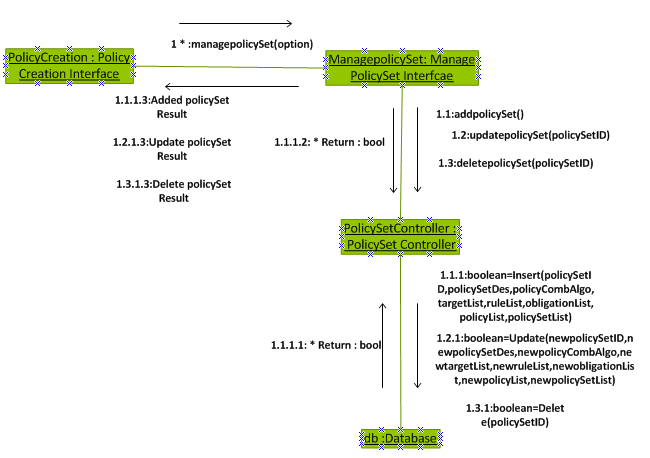 1 * :managepolicySet(option)
PolicyCreation : Policy
Creation Interface
ManagepolicySet: Manage
PolicySet Interfcae
1.1.1.3:Added policySet
Result
1.2.1.3:Update policySet
Result
1.3.1.3:Delete policySet
Result
1.1.1.2: * Return : bool
1.1:addpolicySet()
1.2:updatepolicySet(policySetID)
1.3:deletepolicySet(policySetID)
PolicySetController :
PolicySet Controller
1.1.1:boolean=Insert(policySetI
D,policySetDes,policyCombAlgo,
targetList,ruleList,obligationList,
policyList,policySetList)
1.1.1.1: * Return : bool
1.2.1:boolean=Update(newpolicySetID,n
ewpolicySetDes,newpolicyCombAlgo,ne
wtargetList,newruleList,newobligationLis
t,newpolicyList,newpolicySetList)
1.3.1:boolean=Delet
e(policySetID)
db :Database